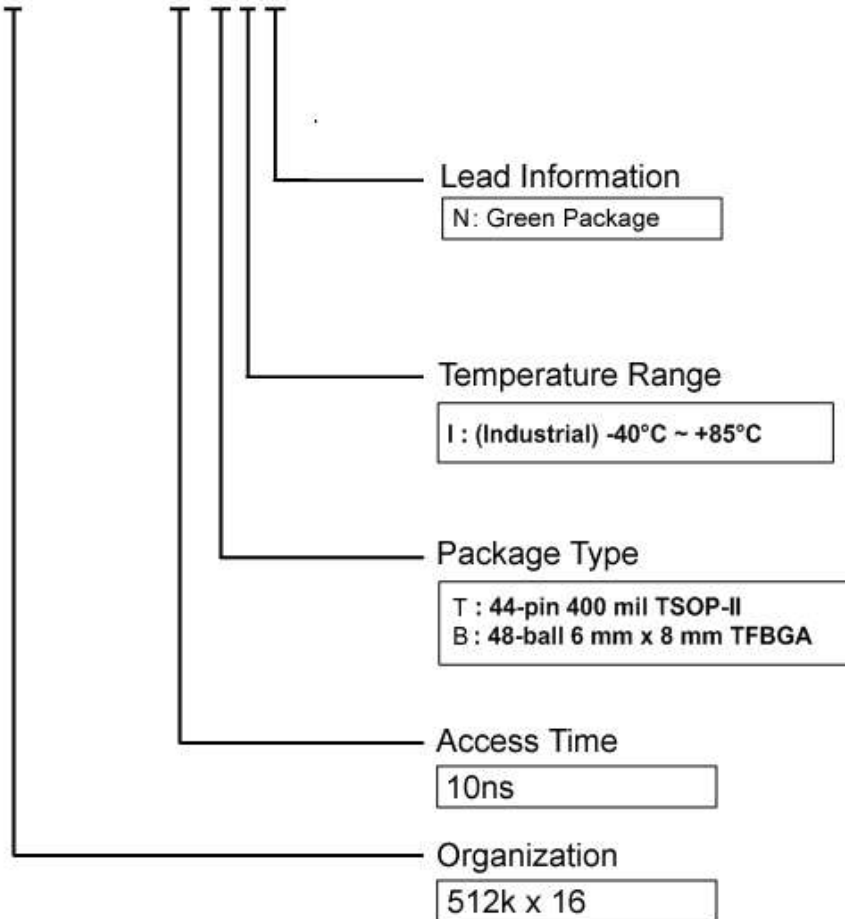 Lead Information
N: Green Package
Temperature Range
I : (Industrial) -40°C ~ +85°C
Package Type
T : 44-pin 400 mil TSOP-II
B : 48-ball 6 mm x 8 mm TFBGA
Access Time
10ns
Organization
512k x 16